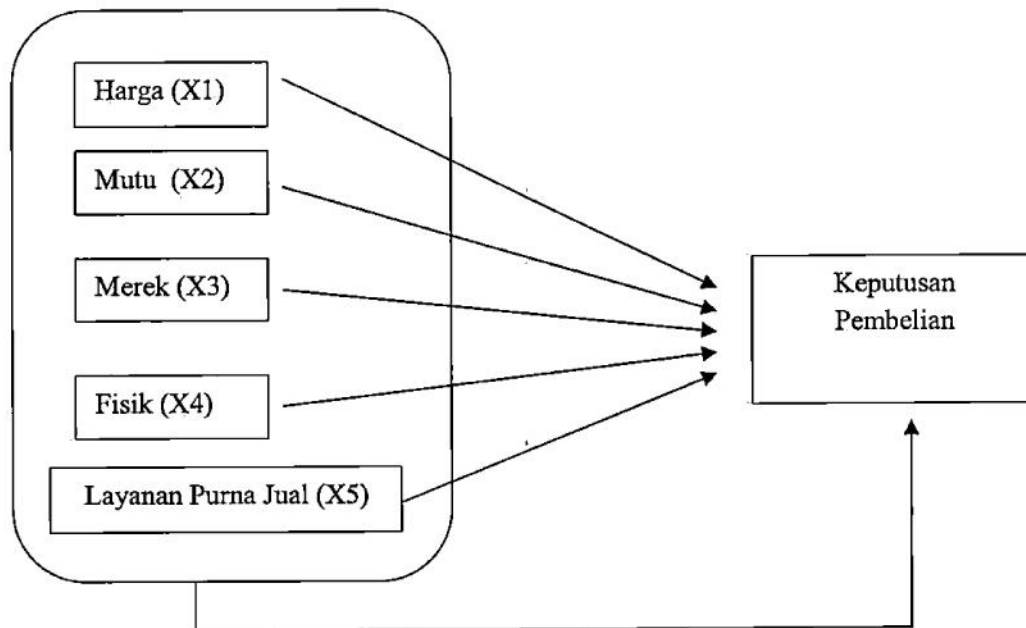 Harga (X1)
Mutu (X2)
Merek (X3)
Fisik (X4)
Layanan Purna Jual (X5)
Keputusan
Pembelian